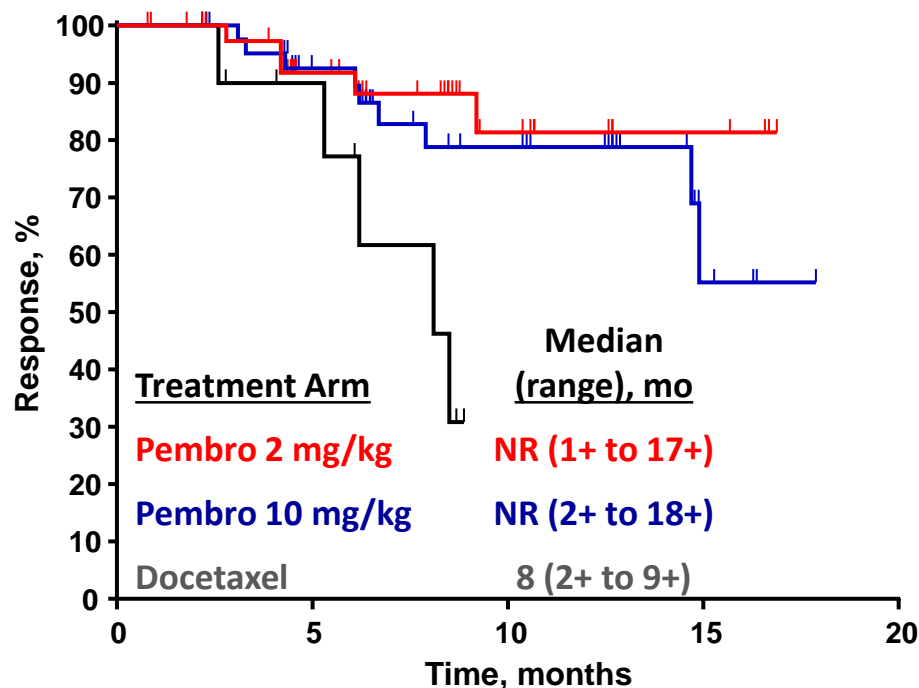 Response, %
100
90
80
70
60
50
40
30
20
10
0
Median
Treatment Arm (range), mo
Pembro 2 mg/kg NR (1+ to 17+)
Pembro 10 mg/kg NR (2+ to 18+)
Docetaxel 8 (2+ to 9+)
0 5 10 15 20
Time, months